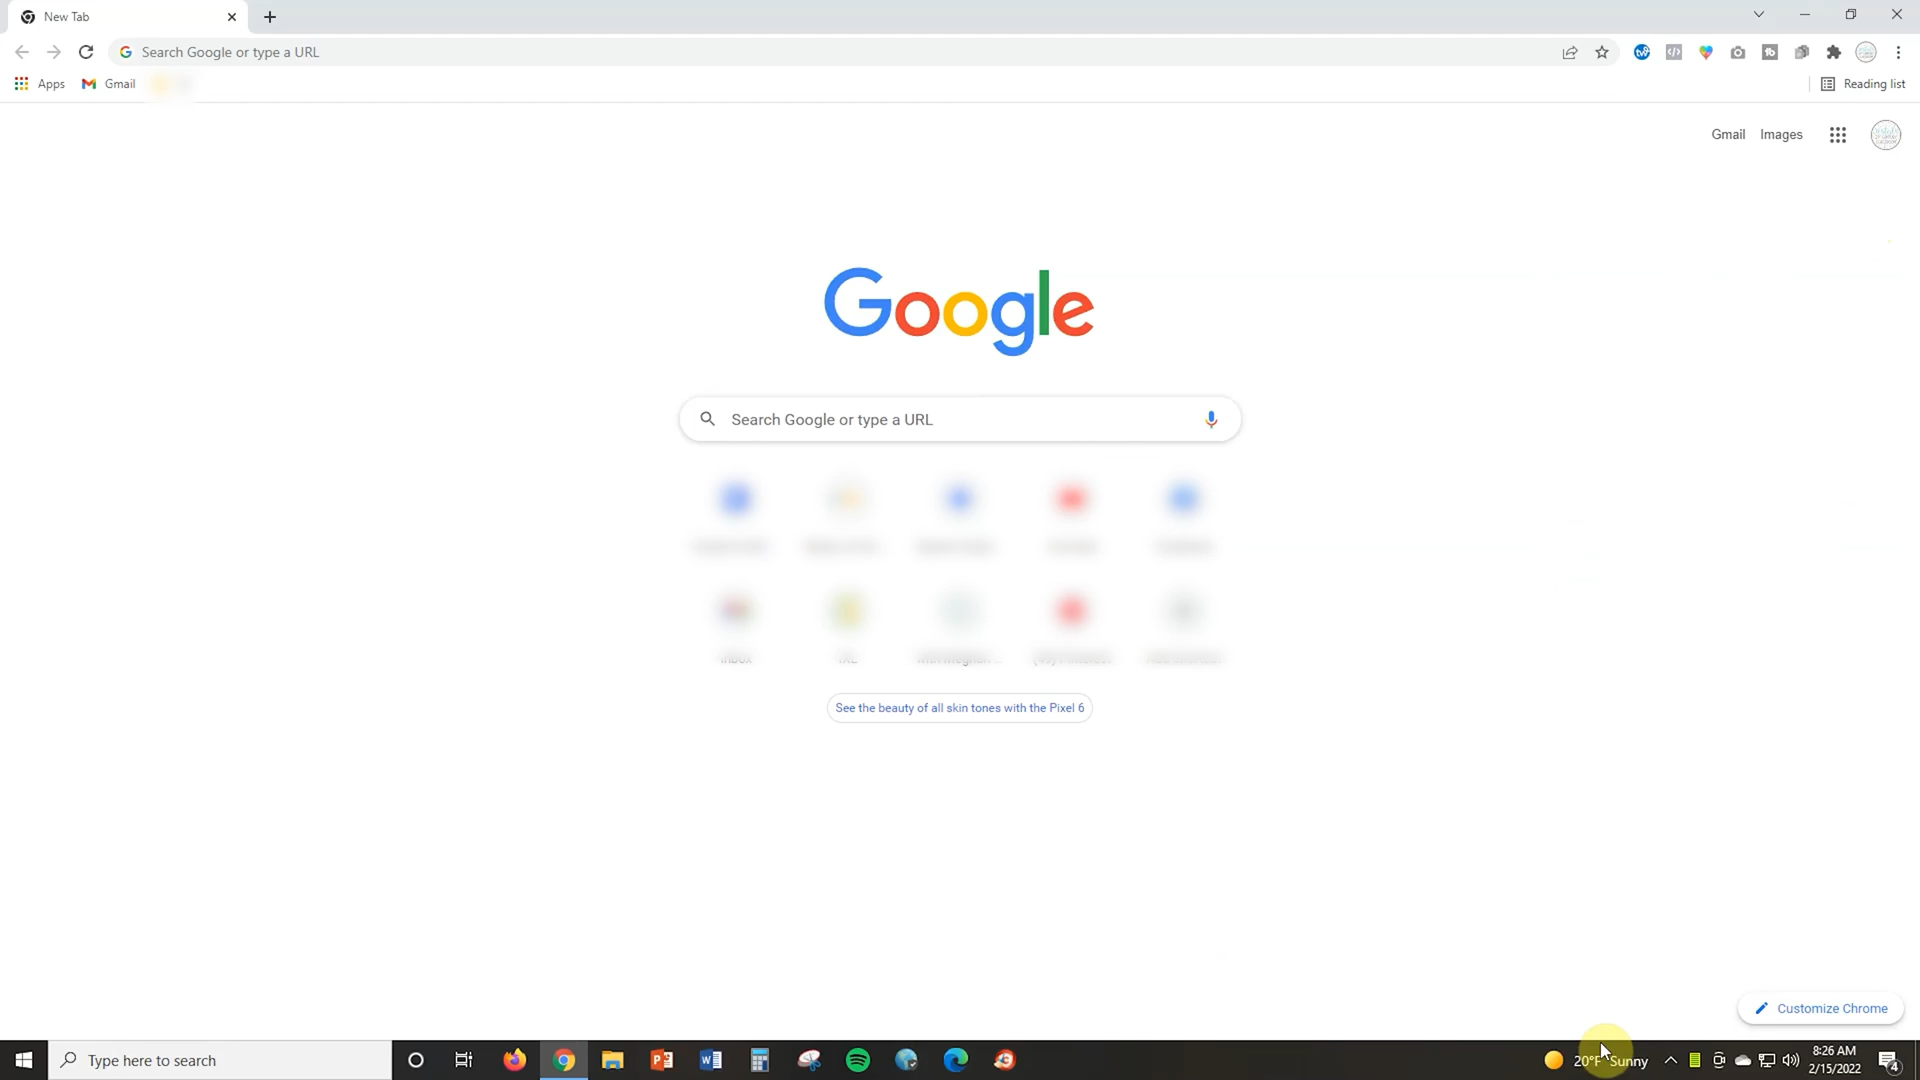 New Tab
Search Google or type a URL
Apps
Gmail
Reading list
Gmail
Images
Google
Search Google or type a URL
See the beauty of all skin tones with the Pixel 6
Customize Chrome
Type here to search
20°F Sunny
8:26 AM
2/15/2022
4